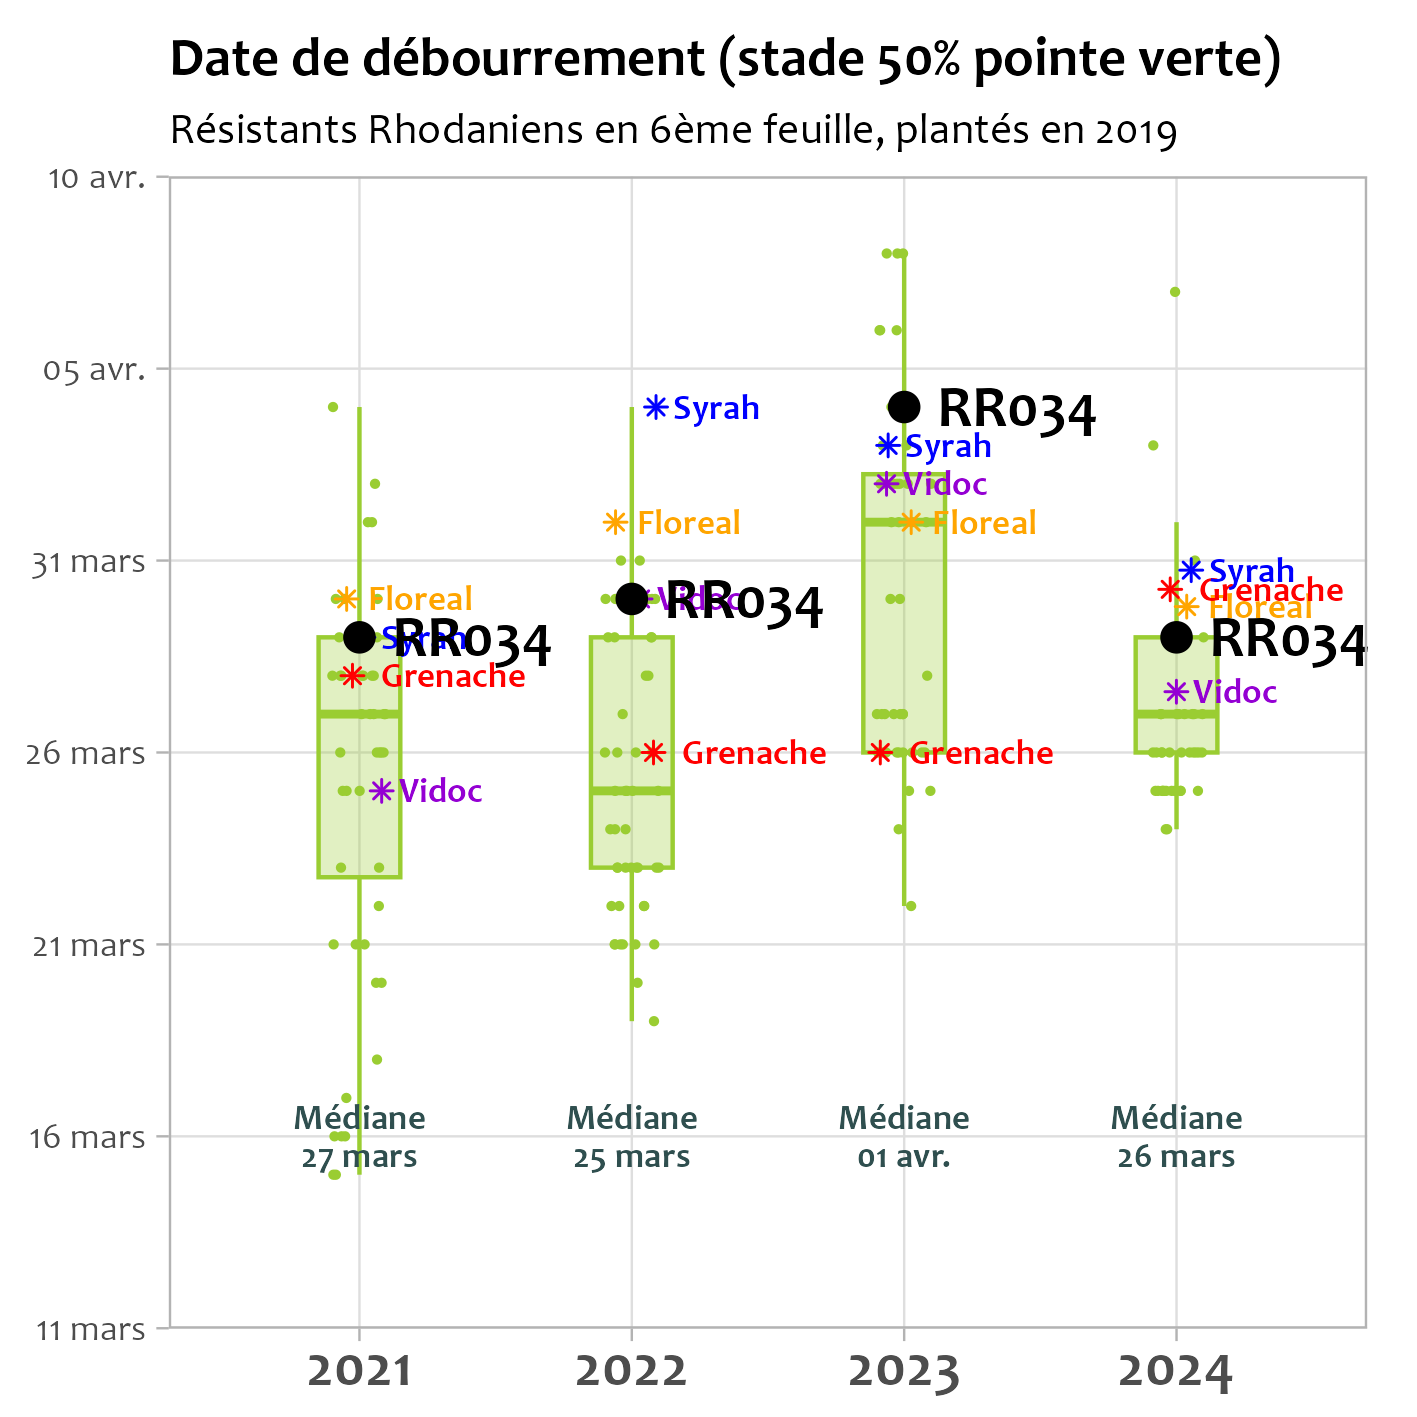 Date de débourrement (stade 50% pointe verte)
Résistants Rhodaniens en 6ème feuille, plantés en 2019
10 avr.
05 avr.
31 mars
26 mars
21 mars
16 mars
11 mars
Floreal
Syrah
RR034
Grenache
Vidoc
Médiane
27 mars
Syrah
Floreal
Vidoc
RR034
Grenache
Médiane
25 mars
RR034
Syrah
Vidoc
Floreal
Grenache
Médiane
01 avr.
Syrah
Grenache
Floreal
RR034
Vidoc
Médiane
26 mars
2021
2022
2023
2024